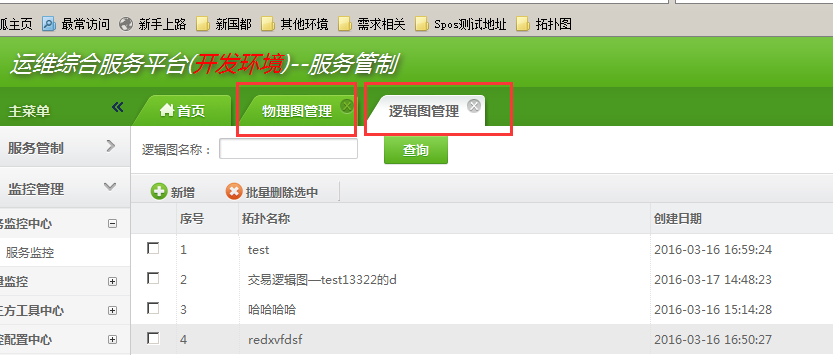 狐主页 最常访问 新手上路 新国都 其他环境 需求相关 Spos测试地址 拓扑图
运维综合服务平台(开发环境)--服务管制
主菜单 « 首页 物理图管理 逻辑图管理
服务管制
监控管理
务监控中心
服务监控
监控
三方工具中心
控配置中心
逻辑图名称： 查询
新增 批量删除选中
序号 拓扑名称 创建日期
1 test 2016-03-16 16:59:24
2 交易逻辑图—test13322的d 2016-03-17 14:48:23
3 哈哈哈哈 2016-03-16 15:14:28
4 redxvfdsf 2016-03-16 16:50:27